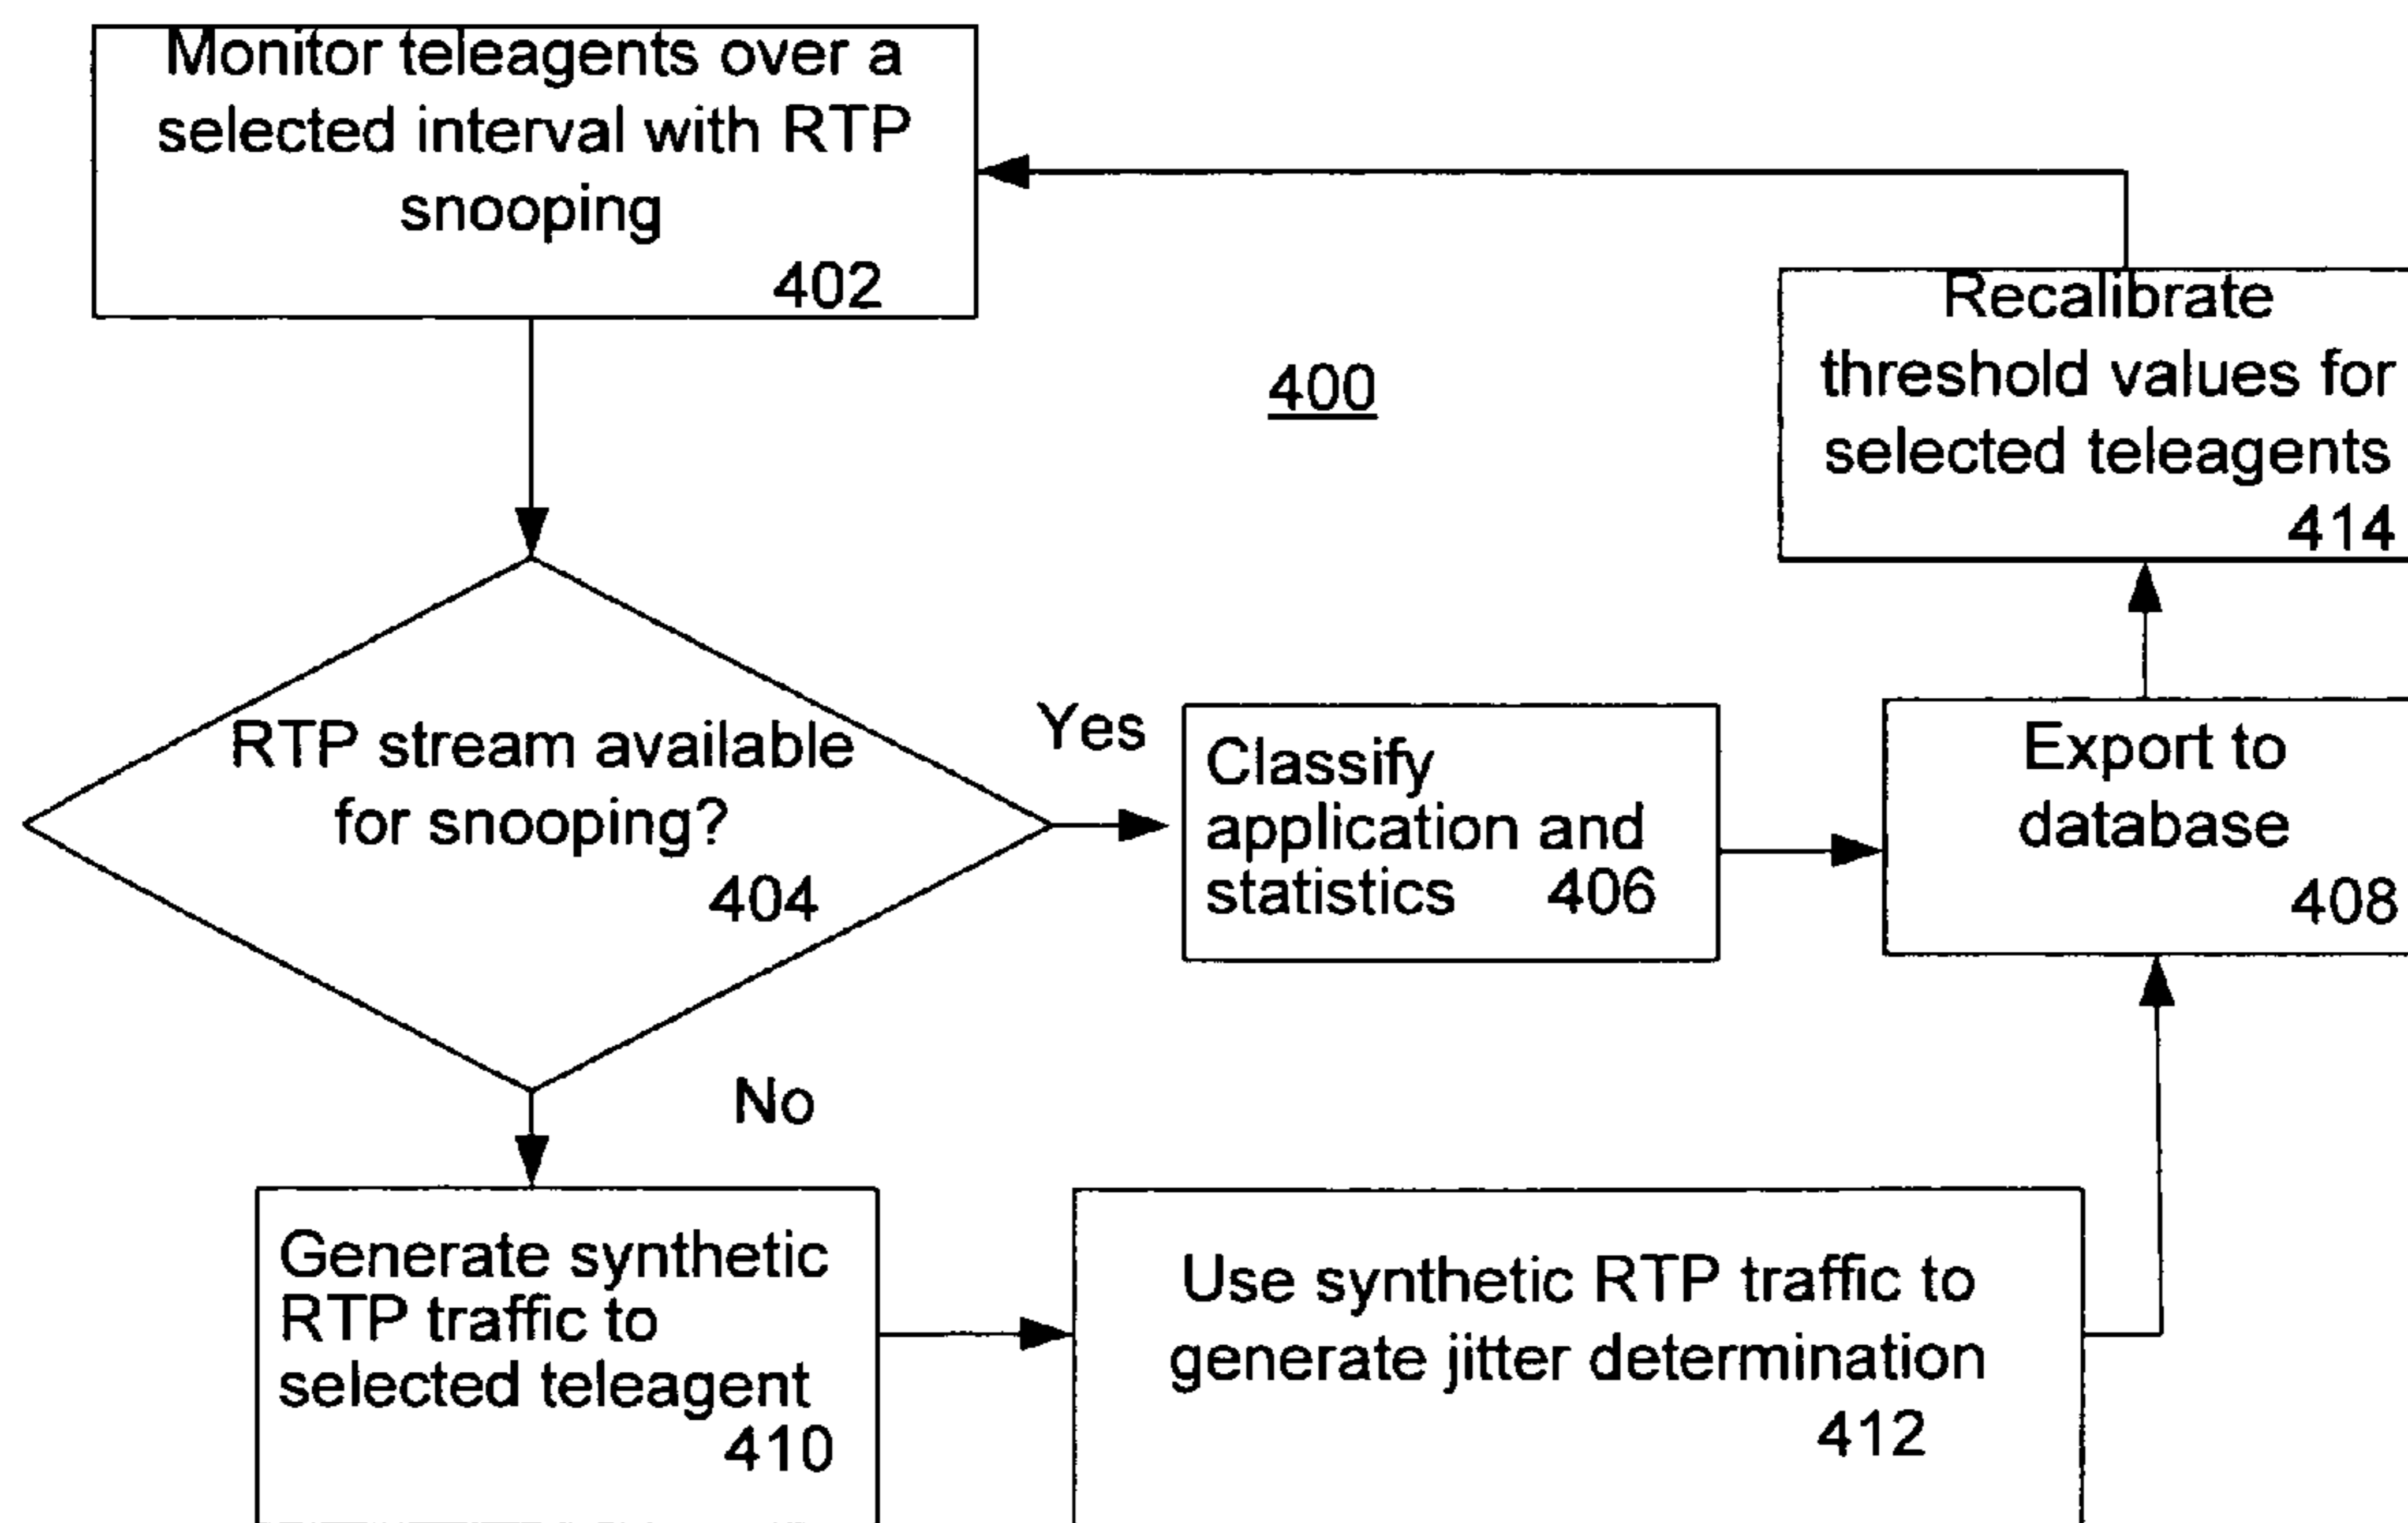 Monitor teleagents over a
selected interval with RTP
snooping
402
400
Recalibrate
threshold values for
selected teleagents
414
RTP stream available
for snooping?
404
Yes
Classify
application and
statistics 406
Export to
database
408
No
Generate synthetic
RTP traffic to
selected teleagent
410
Use synthetic RTP traffic to
generate jitter determination
412